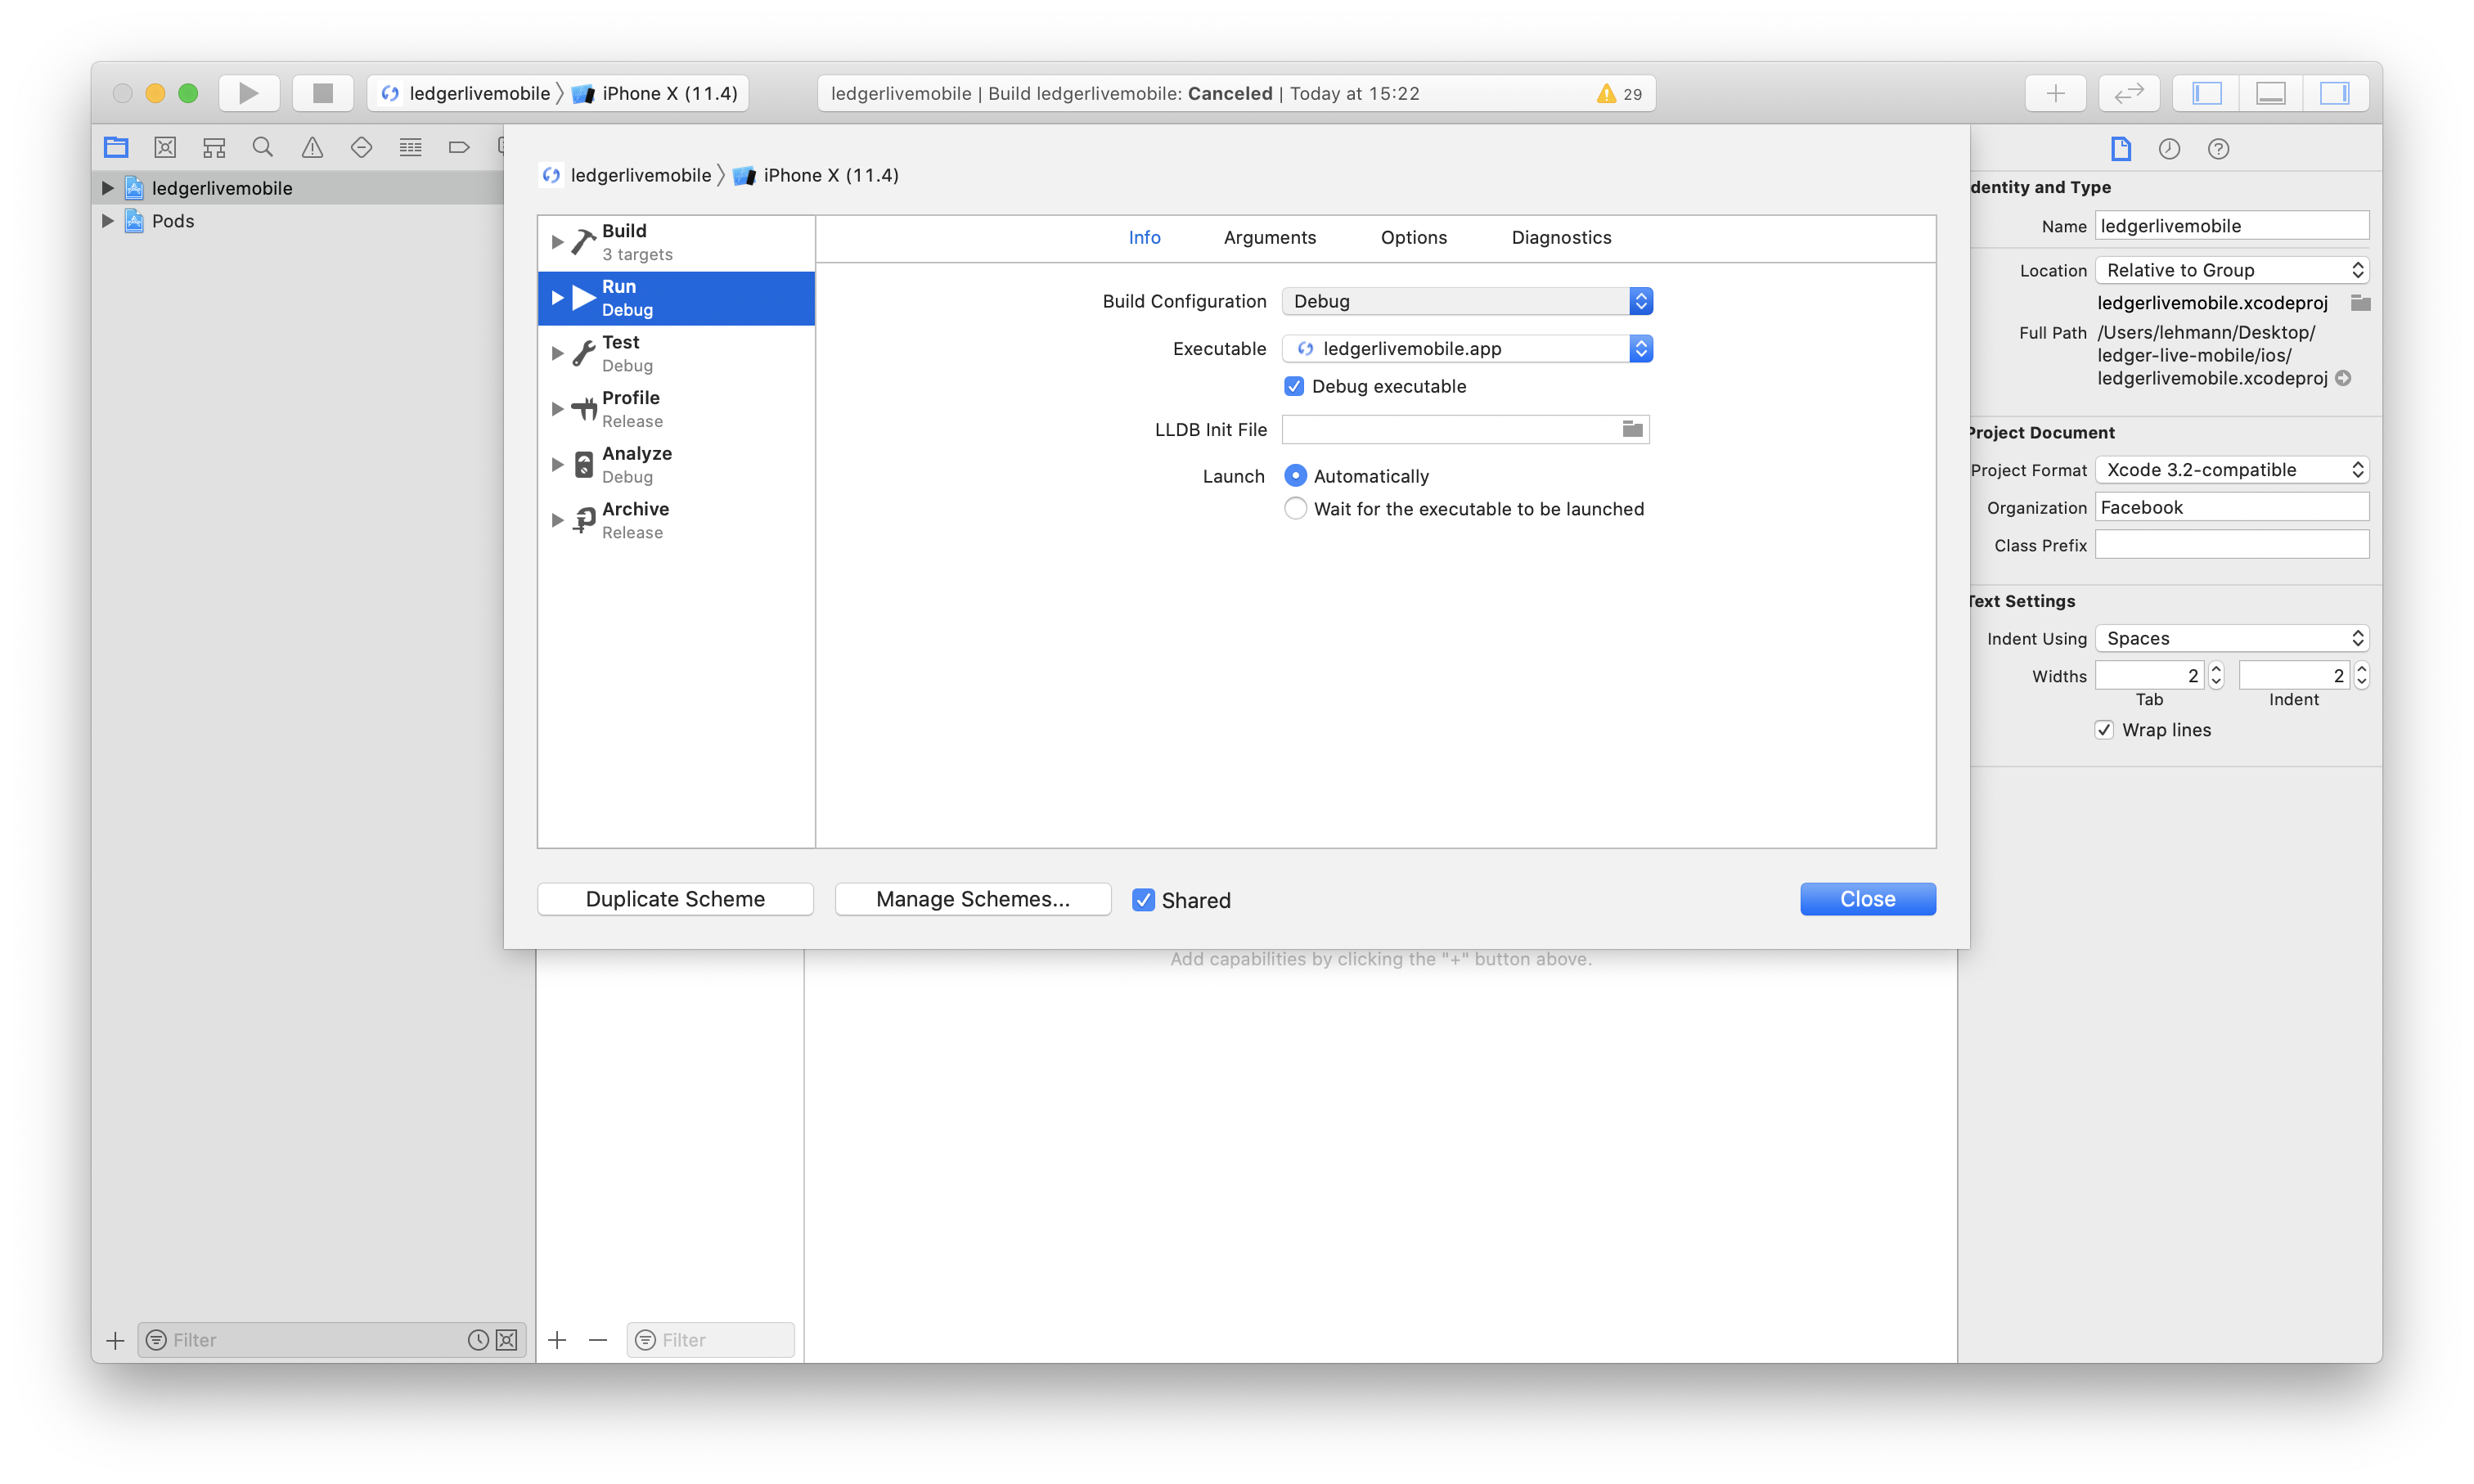 ledgerlivemobile iPhone X (11.4)
ledgerlivemobile | Build ledgerlivemobile: Canceled | Today at 15:22
29
ledgerlivemobile
Pods
ledgerlivemobile iPhone X (11.4)
Build
3 targets
Run
Debug
Test
Debug
Profile
Release
Analyze
Debug
Archive
Release
Info Arguments Options Diagnostics
Build Configuration Debug
Executable ledgerlivemobile.app
Debug executable
LLDB Init File
Launch Automatically
Wait for the executable to be launched
Duplicate Scheme Manage Schemes... Shared Close
Add capabilities by clicking the "+" button above.
dentity and Type
Name ledgerlivemobile
Location Relative to Group
ledgerlivemobile.xcodeproj
Full Path /Users/lehmann/Desktop/
ledger-live-mobile/ios/
ledgerlivemobile.xcodeproj
Project Document
Project Format Xcode 3.2-compatible
Organization Facebook
Class Prefix
Text Settings
Indent Using Spaces
Widths 2 2
Tab Indent
Wrap lines
Filter
Filter